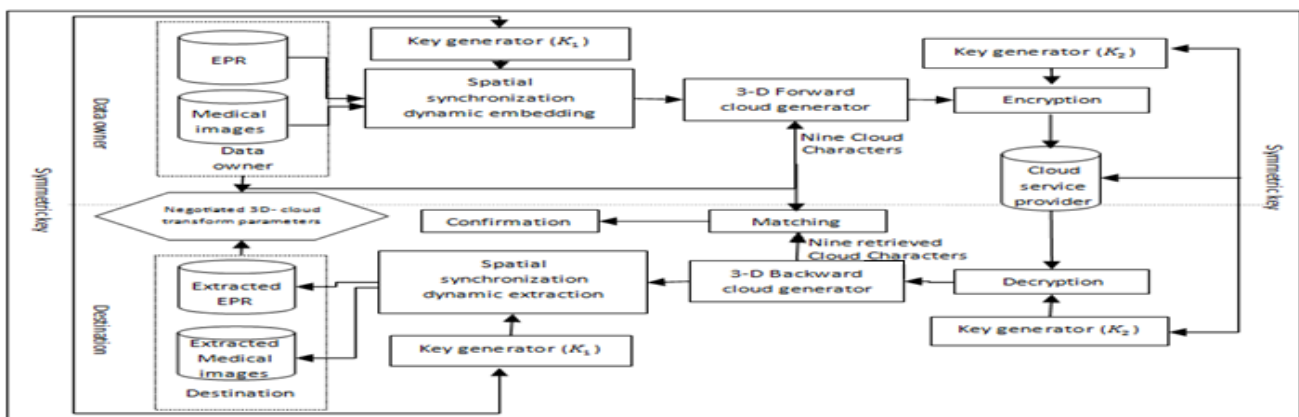 Key generator (K₁)
EPR
Spatial
synchronization
dynamic embedding
Medical
images
Data
owner
Data owner
3-D Forward
cloud generator
Key generator (K₂)
Encryption
Nine Cloud
Characters
Cloud
service
provider
Symmetric key
Symmetric key
Negotiated 3D- cloud
transform parameters
Confirmation
Matching
Nine retrieved
Cloud Characters
Spatial
synchronization
dynamic extraction
3-D Backward
cloud generator
Decryption
Extracted
EPR
Extracted
Medical
images
Destination
Destination
Key generator (K₁)
Key generator (K₂)